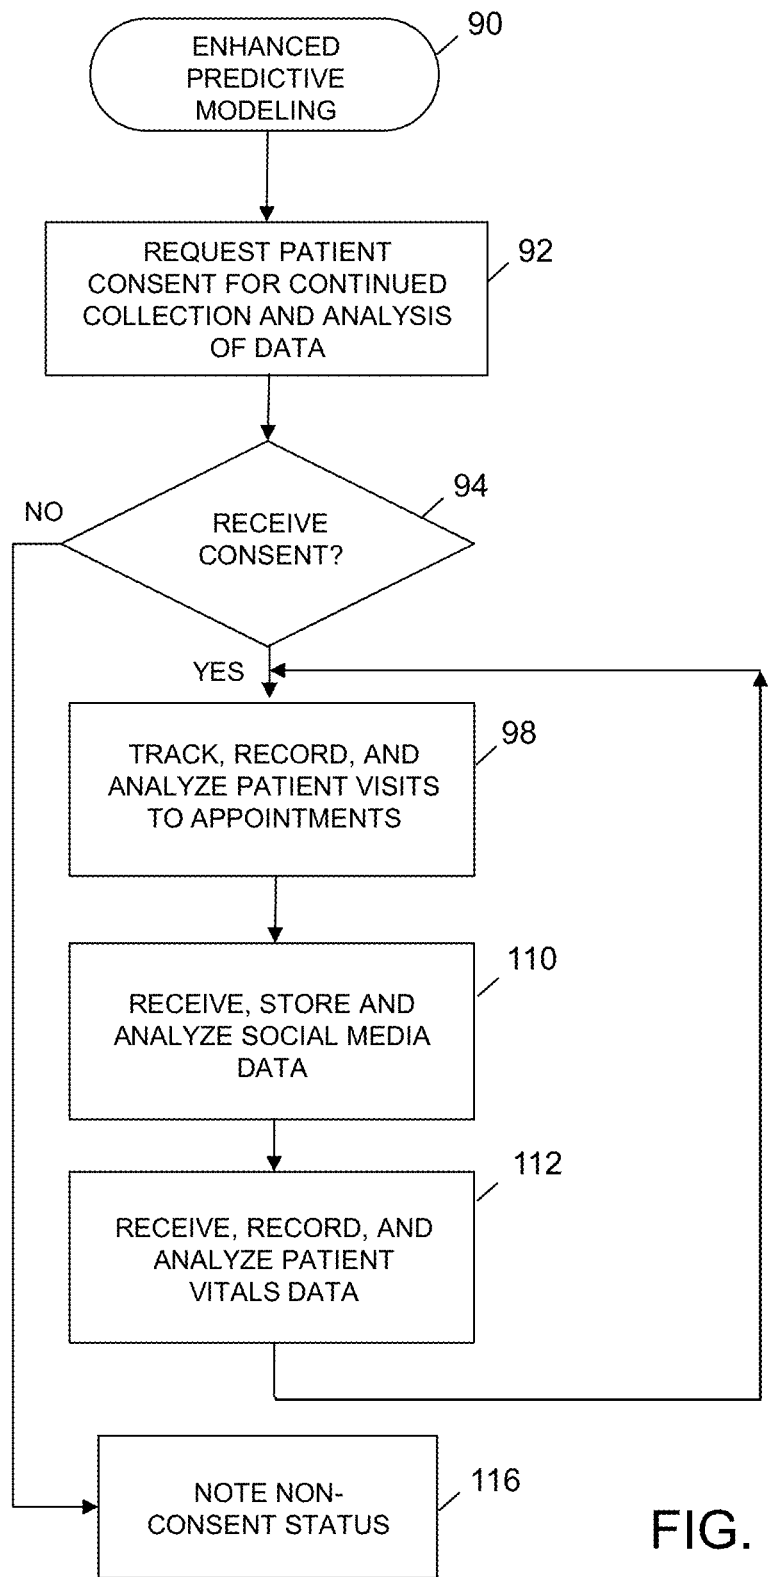 ENHANCED
PREDICTIVE
MODELING
90
REQUEST PATIENT
CONSENT FOR CONTINUED
COLLECTION AND ANALYSIS
OF DATA
92
RECEIVE
CONSENT?
94
NO
YES
TRACK, RECORD, AND
ANALYZE PATIENT VISITS
TO APPOINTMENTS
98
RECEIVE, STORE AND
ANALYZE SOCIAL MEDIA
DATA
110
RECEIVE, RECORD, AND
ANALYZE PATIENT
VITALS DATA
112
NOTE NON-
CONSENT STATUS
116
FIG.